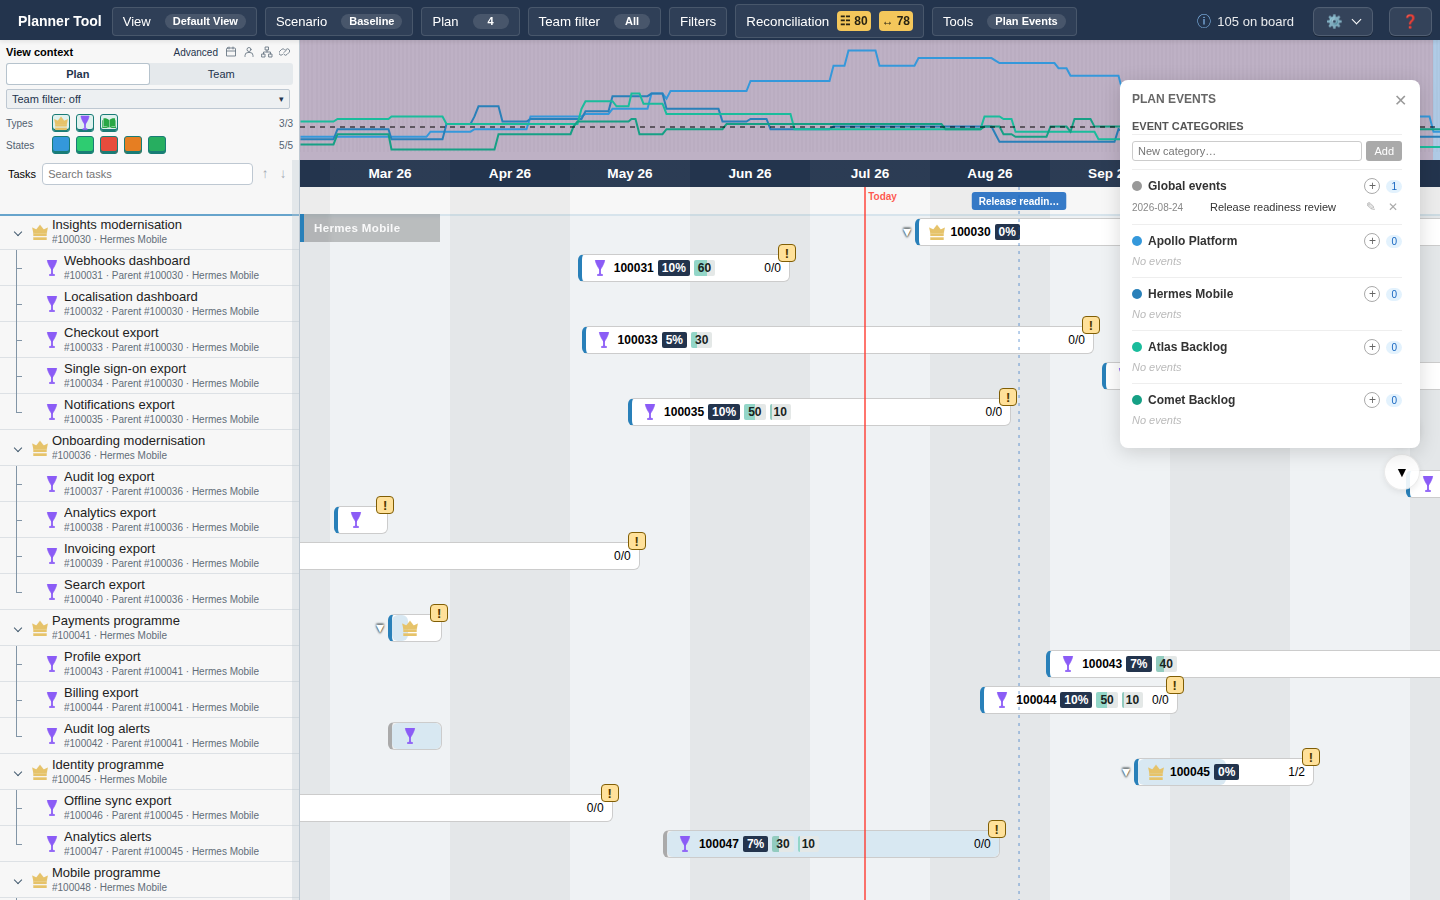 Planner Tool View Default View Scenario Baseline Plan 4 Team filter All Filters Reconciliation 80 ↔ 78 Tools Plan Events ⓘ 105 on board ❓
View context Advanced
Plan Team
Team filter: off
Types 3/3
States 5/5
Tasks Search tasks ↑ ↓
Mar 26 Apr 26 May 26 Jun 26 Jul 26 Aug 26
Today
Release readin…
Hermes Mobile
Insights modernisation
#100030 · Hermes Mobile
100030 0%
Webhooks dashboard
#100031 · Parent #100030 · Hermes Mobile
100031 10% 60 0/0 !
Localisation dashboard
#100032 · Parent #100030 · Hermes Mobile
Checkout export
#100033 · Parent #100030 · Hermes Mobile
100033 5% 30 0/0 !
Single sign-on export
#100034 · Parent #100030 · Hermes Mobile
Notifications export
#100035 · Parent #100030 · Hermes Mobile
100035 10% 50 10 0/0 !
Onboarding modernisation
#100036 · Hermes Mobile
Audit log export
#100037 · Parent #100036 · Hermes Mobile
Analytics export
#100038 · Parent #100036 · Hermes Mobile
!
Invoicing export
#100039 · Parent #100036 · Hermes Mobile
0/0 !
Search export
#100040 · Parent #100036 · Hermes Mobile
Payments programme
#100041 · Hermes Mobile
!
Profile export
#100043 · Parent #100041 · Hermes Mobile
100043 7% 40
Billing export
#100044 · Parent #100041 · Hermes Mobile
100044 10% 50 10 0/0 !
Audit log alerts
#100042 · Parent #100041 · Hermes Mobile
Identity programme
#100045 · Hermes Mobile
100045 0% 1/2 !
Offline sync export
#100046 · Parent #100045 · Hermes Mobile
0/0 !
Analytics alerts
#100047 · Parent #100045 · Hermes Mobile
100047 7% 30 10 0/0 !
Mobile programme
#100048 · Hermes Mobile
PLAN EVENTS ✕
EVENT CATEGORIES
New category… Add
Global events + 1
2026-08-24 Release readiness review ✎ ✕
Apollo Platform + 0
No events
Hermes Mobile + 0
No events
Atlas Backlog + 0
No events
Comet Backlog + 0
No events